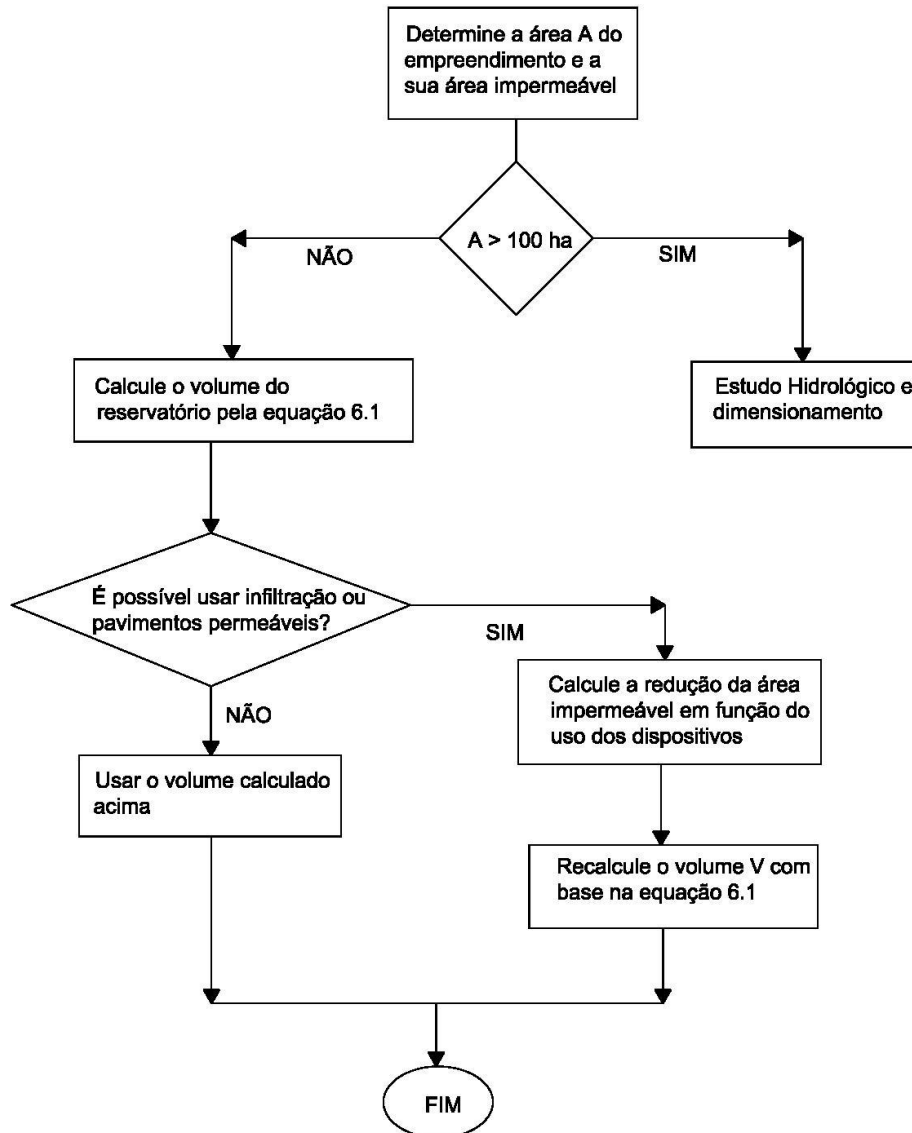 Determine a área A do
empreendimento e a
sua área impermeável
A > 100 ha
NÃO
SIM
Calcule o volume do
reservatório pela equação 6.1
Estudo Hidrológico e
dimensionamento
É possível usar infiltração ou
pavimentos permeáveis?
SIM
NÃO
Calcule a redução da área
impermeável em função do
uso dos dispositivos
Usar o volume calculado
acima
Recalcule o volume V com
base na equação 6.1
FIM